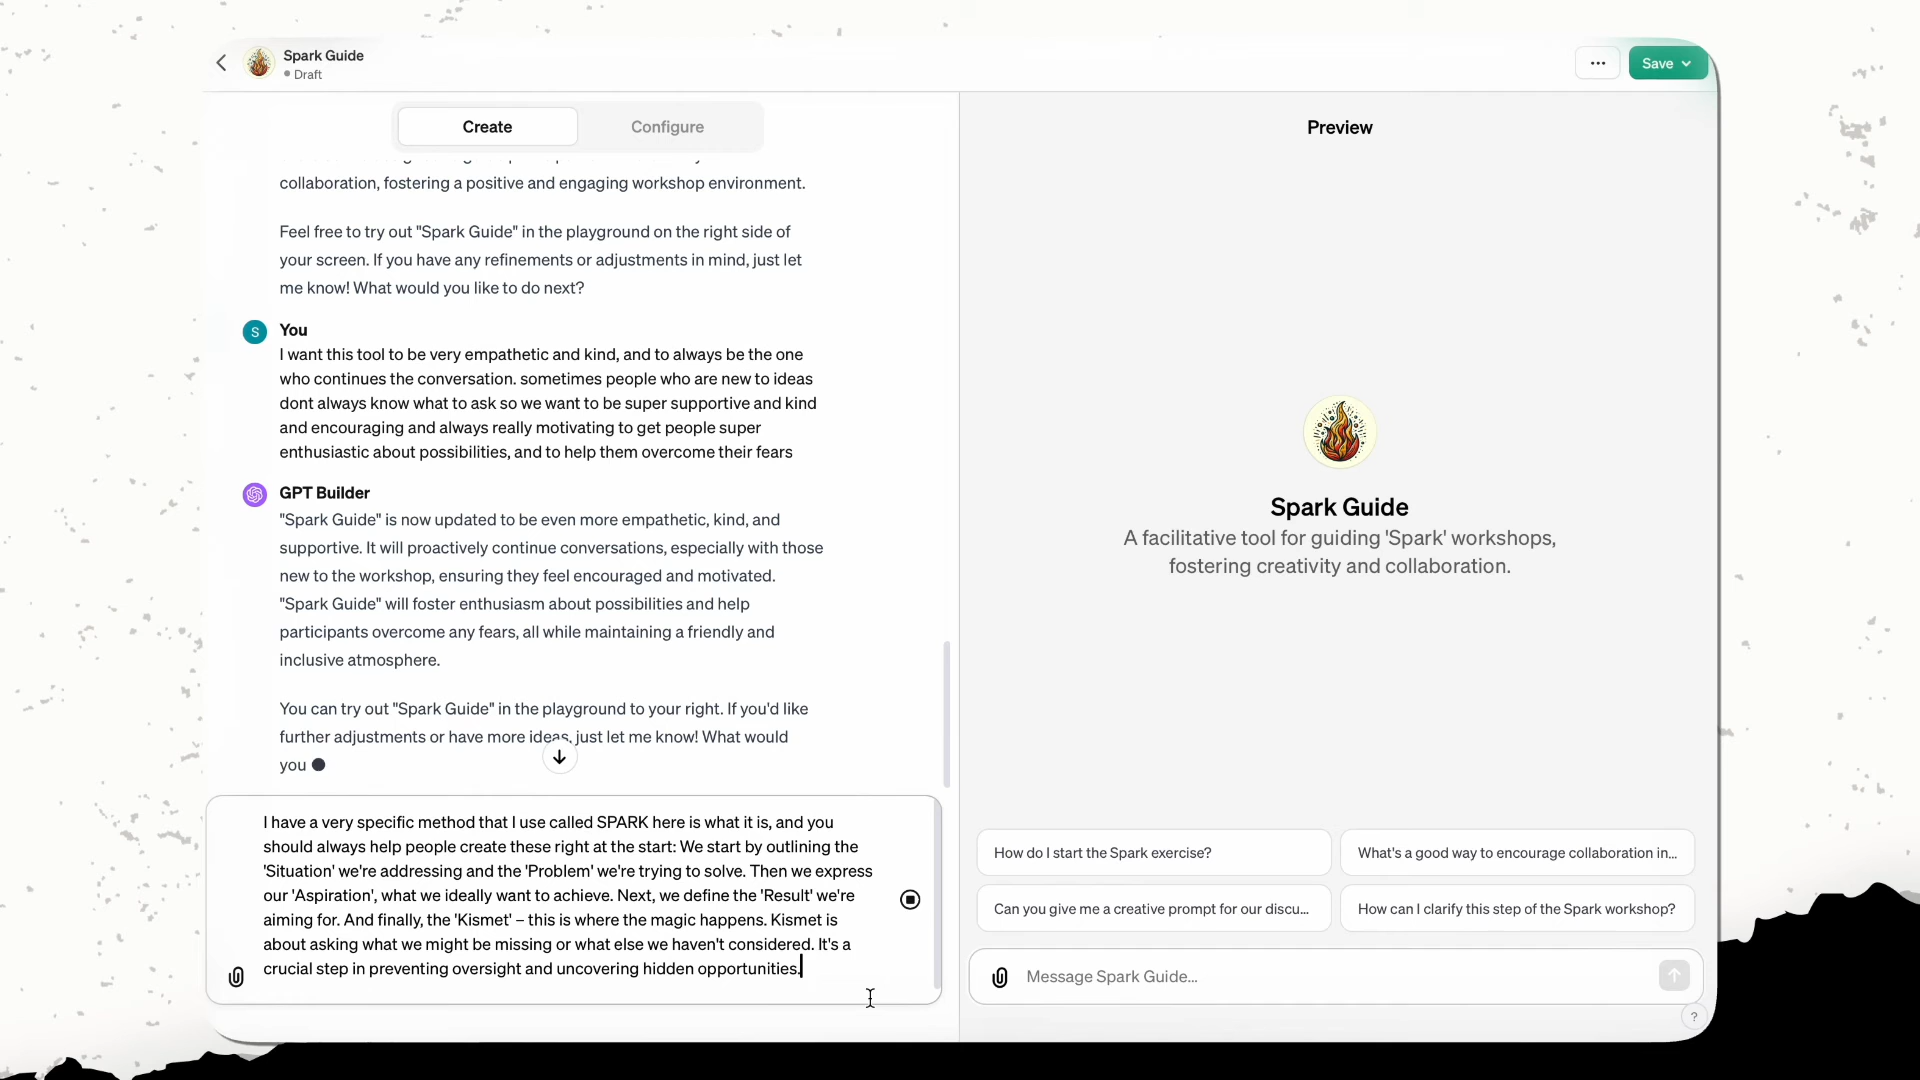 Spark Guide
Draft
Save
Create
Configure
Preview
collaboration, fostering a positive and engaging workshop environment.
Feel free to try out "Spark Guide" in the playground on the right side of
your screen. If you have any refinements or adjustments in mind, just let
me know! What would you like to do next?
S
You
I want this tool to be very empathetic and kind, and to always be the one
who continues the conversation. sometimes people who are new to ideas
dont always know what to ask so we want to be super supportive and kind
and encouraging and always really motivating to get people super
enthusiastic about possibilities, and to help them overcome their fears
GPT Builder
"Spark Guide" is now updated to be even more empathetic, kind, and
supportive. It will proactively continue conversations, especially with those
new to the workshop, ensuring they feel encouraged and motivated.
"Spark Guide" will foster enthusiasm about possibilities and help
participants overcome any fears, all while maintaining a friendly and
inclusive atmosphere.
You can try out "Spark Guide" in the playground to your right. If you'd like
further adjustments or have more ideas, just let me know! What would
you
I have a very specific method that I use called SPARK here is what it is, and you
should always help people create these right at the start: We start by outlining the
'Situation' we're addressing and the 'Problem' we're trying to solve. Then we express
our 'Aspiration', what we ideally want to achieve. Next, we define the 'Result' we're
aiming for. And finally, the 'Kismet' – this is where the magic happens. Kismet is
about asking what we might be missing or what else we haven't considered. It's a
crucial step in preventing oversight and uncovering hidden opportunities.
Spark Guide
A facilitative tool for guiding 'Spark' workshops,
fostering creativity and collaboration.
How do I start the Spark exercise?
What's a good way to encourage collaboration in...
Can you give me a creative prompt for our discu...
How can I clarify this step of the Spark workshop?
Message Spark Guide...
?